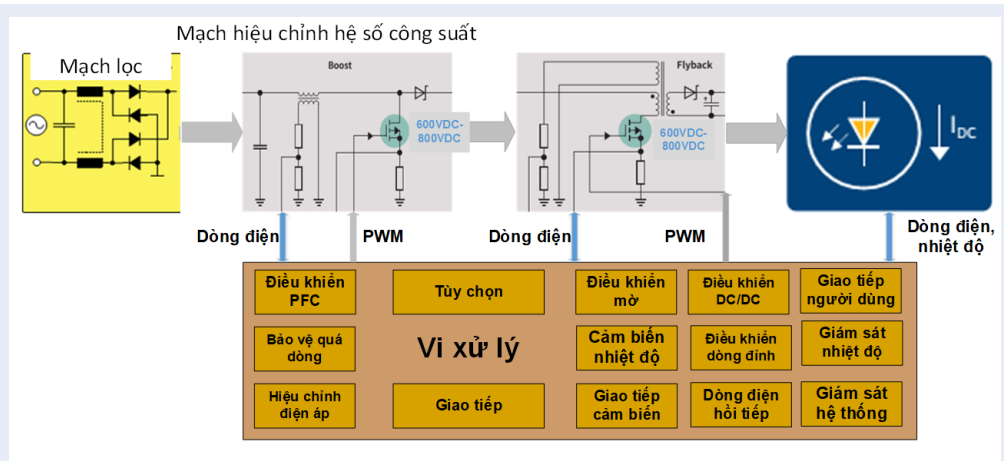 Mạch hiệu chỉnh hệ số công suất
Mạch lọc
Boost
600VDC-
800VDC
Flyback
600VDC-
800VDC
I DC
Dòng điện
PWM
Dòng điện
PWM
Dòng điện,
nhiệt độ
Điều khiển
PFC
Tùy chọn
Điều khiển
mờ
Điều khiển
DC/DC
Giao tiếp
người dùng
Bảo vệ quá
dòng
Vi xử lý
Cảm biến
nhiệt độ
Điều khiển
dòng đỉnh
Giám sát
nhiệt độ
Hiệu chỉnh
điện áp
Giao tiếp
Giao tiếp
cảm biến
Dòng điện
hồi tiếp
Giám sát
hệ thống